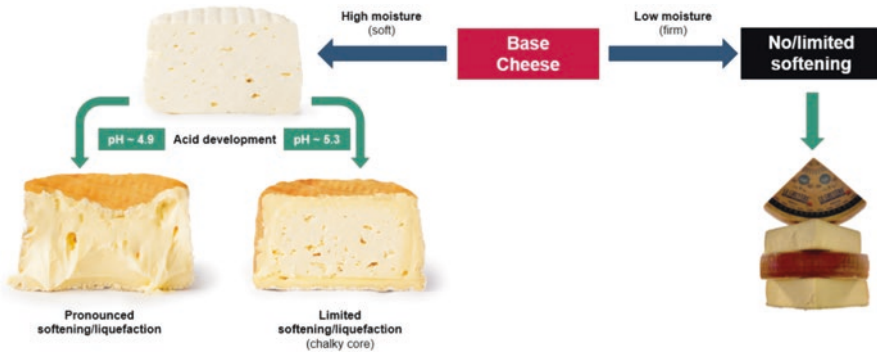 High moisture
(soft)
Base
Cheese
Low moisture
(firm)
No/limited
softening
pH ~ 4.9
Acid development
pH ~ 5.3
Pronounced
softening/liquefaction
Limited
softening/liquefaction
(chalky core)